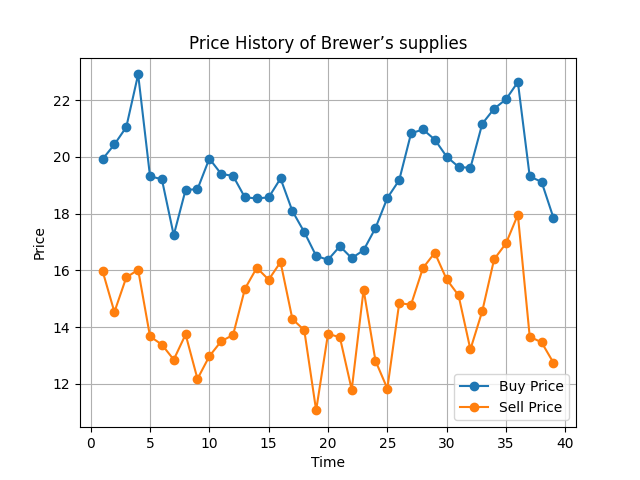 Price History of Brewer’s supplies
Price
22
20
18
16
14
12
0 5 10 15 20 25 30 35 40
Time
Buy Price
Sell Price